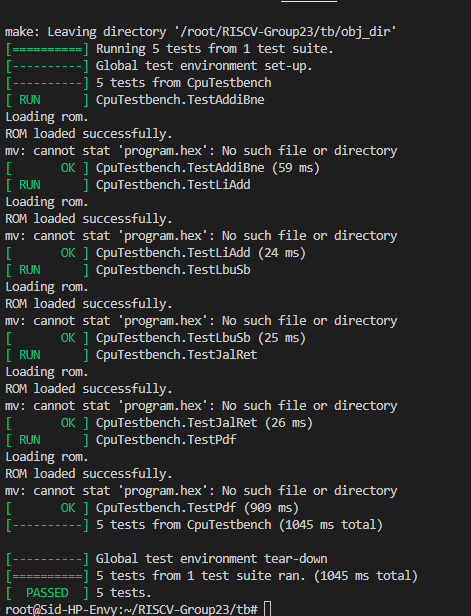 make: Leaving directory '/root/RISCV-Group23/tb/obj_dir'
[==========] Running 5 tests from 1 test suite.
[----------] Global test environment set-up.
[----------] 5 tests from CpuTestbench
[ RUN      ] CpuTestbench.TestAddiBne
Loading rom.
ROM loaded successfully.
mv: cannot stat 'program.hex': No such file or directory
[       OK ] CpuTestbench.TestAddiBne (59 ms)
[ RUN      ] CpuTestbench.TestLiAdd
Loading rom.
ROM loaded successfully.
mv: cannot stat 'program.hex': No such file or directory
[       OK ] CpuTestbench.TestLiAdd (24 ms)
[ RUN      ] CpuTestbench.TestLbuSb
Loading rom.
ROM loaded successfully.
mv: cannot stat 'program.hex': No such file or directory
[       OK ] CpuTestbench.TestLbuSb (25 ms)
[ RUN      ] CpuTestbench.TestJalRet
Loading rom.
ROM loaded successfully.
mv: cannot stat 'program.hex': No such file or directory
[       OK ] CpuTestbench.TestJalRet (26 ms)
[ RUN      ] CpuTestbench.TestPdf
Loading rom.
ROM loaded successfully.
mv: cannot stat 'program.hex': No such file or directory
[       OK ] CpuTestbench.TestPdf (909 ms)
[----------] 5 tests from CpuTestbench (1045 ms total)
[----------] Global test environment tear-down
[==========] 5 tests from 1 test suite ran. (1045 ms total)
[  PASSED  ] 5 tests.
root@Sid-HP-Envy:~/RISCV-Group23/tb#